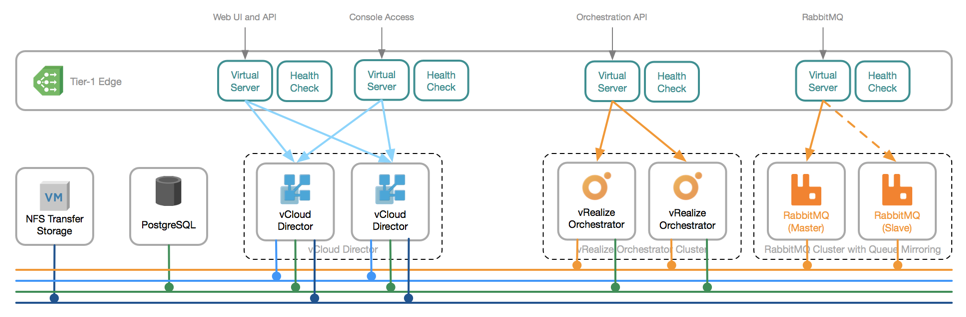 Web UI and API
Console Access
Orchestration API
RabbitMQ
Tier-1 Edge
Virtual
Server
Health
Check
Virtual
Server
Health
Check
Virtual
Server
Health
Check
Virtual
Server
Health
Check
VM
NFS Transfer
Storage
PostgreSQL
vCloud
Director
vCloud
Director
vCloud Director
vRealize
Orchestrator
vRealize
Orchestrator
vRealize Orchestrator Cluster
RabbitMQ
(Master)
RabbitMQ
(Slave)
RabbitMQ Cluster with Queue Mirroring